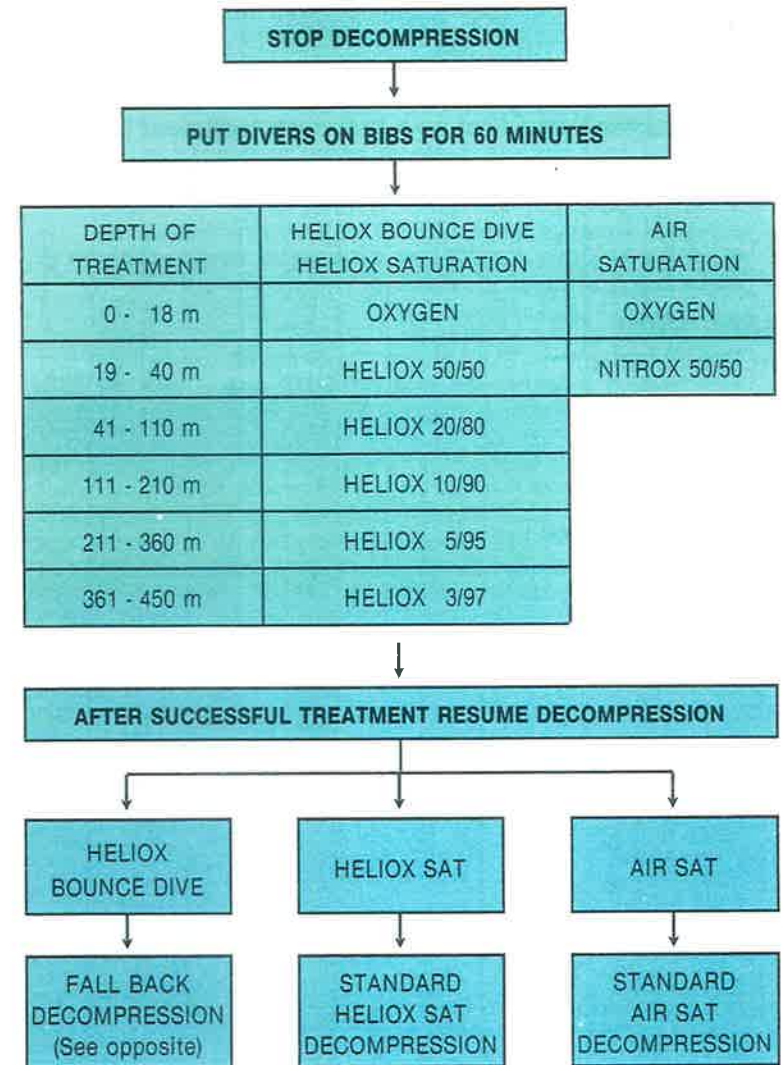 STOP DECOMPRESSION
PUT DIVERS ON BIBS FOR 60 MINUTES
DEPTH OF TREATMENT HELIOX BOUNCE DIVE HELIOX SATURATION AIR SATURATION
0 - 18 m OXYGEN OXYGEN
19 - 40 m HELIOX 50/50 NITROX 50/50
41 - 110 m HELIOX 20/80
111 - 210 m HELIOX 10/90
211 - 360 m HELIOX 5/95
361 - 450 m HELIOX 3/97
AFTER SUCCESSFUL TREATMENT RESUME DECOMPRESSION
HELIOX
BOUNCE DIVE
HELIOX SAT
AIR SAT
FALL BACK
DECOMPRESSION
(See opposite)
STANDARD
HELIOX SAT
DECOMPRESSION
STANDARD
AIR SAT
DECOMPRESSION